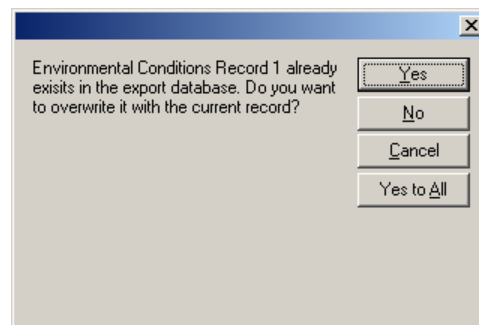 Environmental Conditions Record 1 already
exisits in the export database. Do you want
to overwrite it with the current record?
Yes
No
Cancel
Yes to All